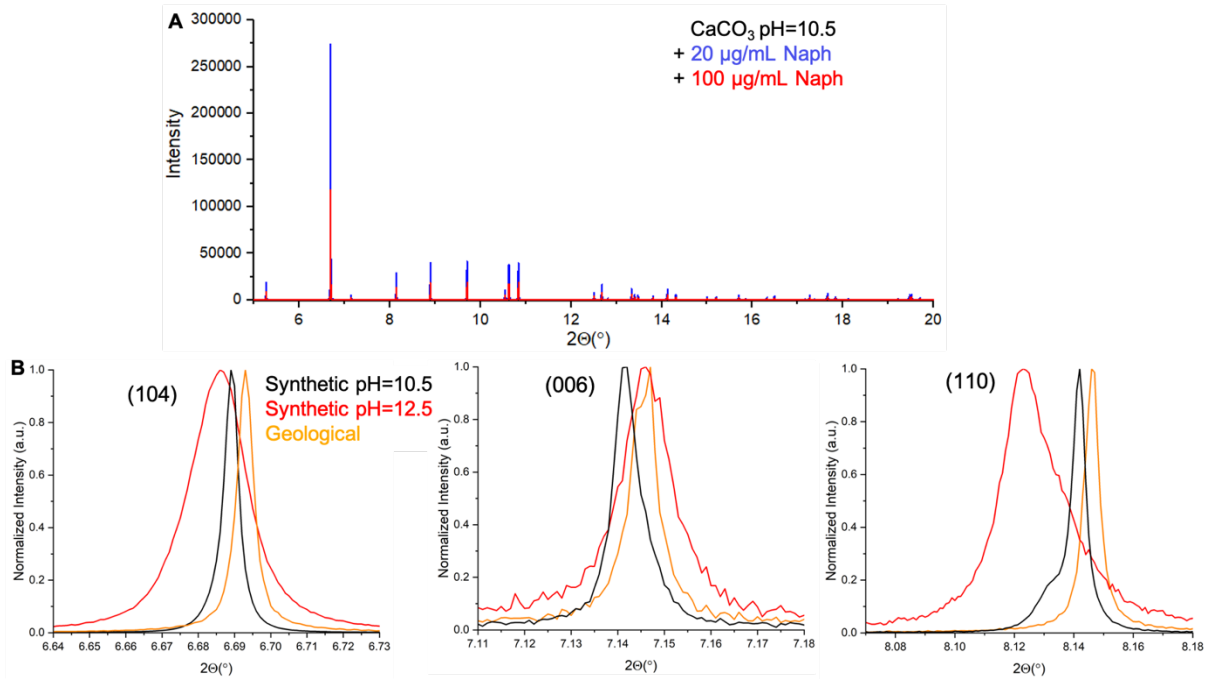 A
CaCO₃ pH=10.5
+ 20 µg/mL Naph
+ 100 µg/mL Naph
Intensity
300000
250000
200000
150000
100000
50000
0
6 8 10 12 14 16 18 20
2Θ(°)
B
(104)
Synthetic pH=10.5
Synthetic pH=12.5
Geological
Normalized Intensity (a.u.)
1.0
0.8
0.6
0.4
0.2
0.0
6.64 6.65 6.66 6.67 6.68 6.69 6.70 6.71 6.72 6.73
2Θ(°)
(006)
Normalized Intensity (a.u.)
1.0
0.8
0.6
0.4
0.2
0.0
7.11 7.12 7.13 7.14 7.15 7.16 7.17 7.18
2Θ(°)
(110)
Normalized Intensity (a.u.)
1.0
0.8
0.6
0.4
0.2
0.0
8.08 8.10 8.12 8.14 8.16 8.18
2Θ(°)